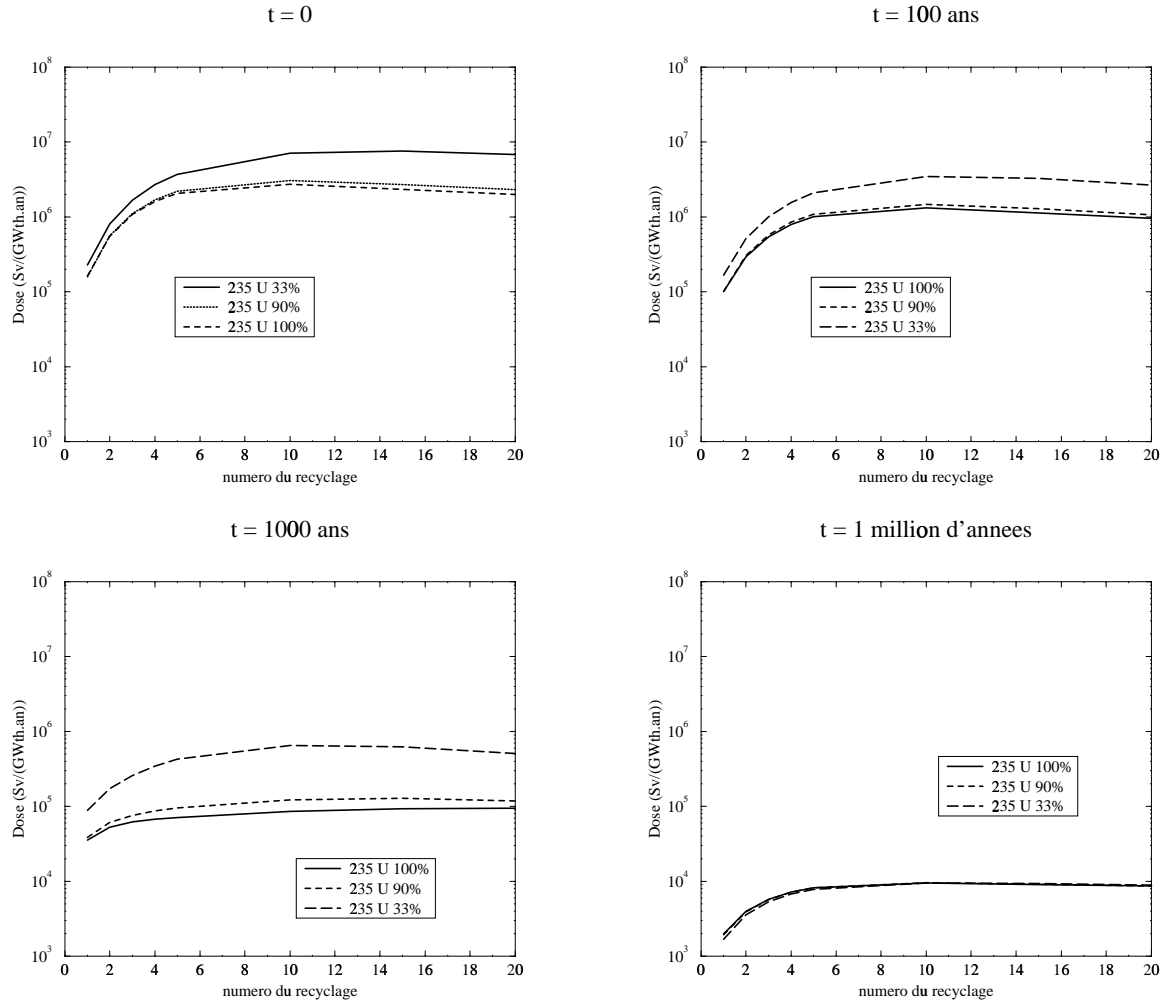 t = 0
10^8
10^7
10^6
10^5
10^4
10^3
Dose (Sv/(GWth.an))
235 U 33%
235 U 90%
235 U 100%
0 2 4 6 8 10 12 14 16 18 20
numero du recyclage
t = 100 ans
10^8
10^7
10^6
10^5
10^4
10^3
Dose (Sv/(GWth.an))
235 U 100%
235 U 90%
235 U 33%
0 2 4 6 8 10 12 14 16 18 20
numero du recyclage
t = 1000 ans
10^8
10^7
10^6
10^5
10^4
10^3
Dose (Sv/(GWth.an))
235 U 100%
235 U 90%
235 U 33%
0 2 4 6 8 10 12 14 16 18 20
numero du recyclage
t = 1 million d'annees
10^8
10^7
10^6
10^5
10^4
10^3
Dose (Sv/(GWth.an))
235 U 100%
235 U 90%
235 U 33%
0 2 4 6 8 10 12 14 16 18 20
numero du recyclage